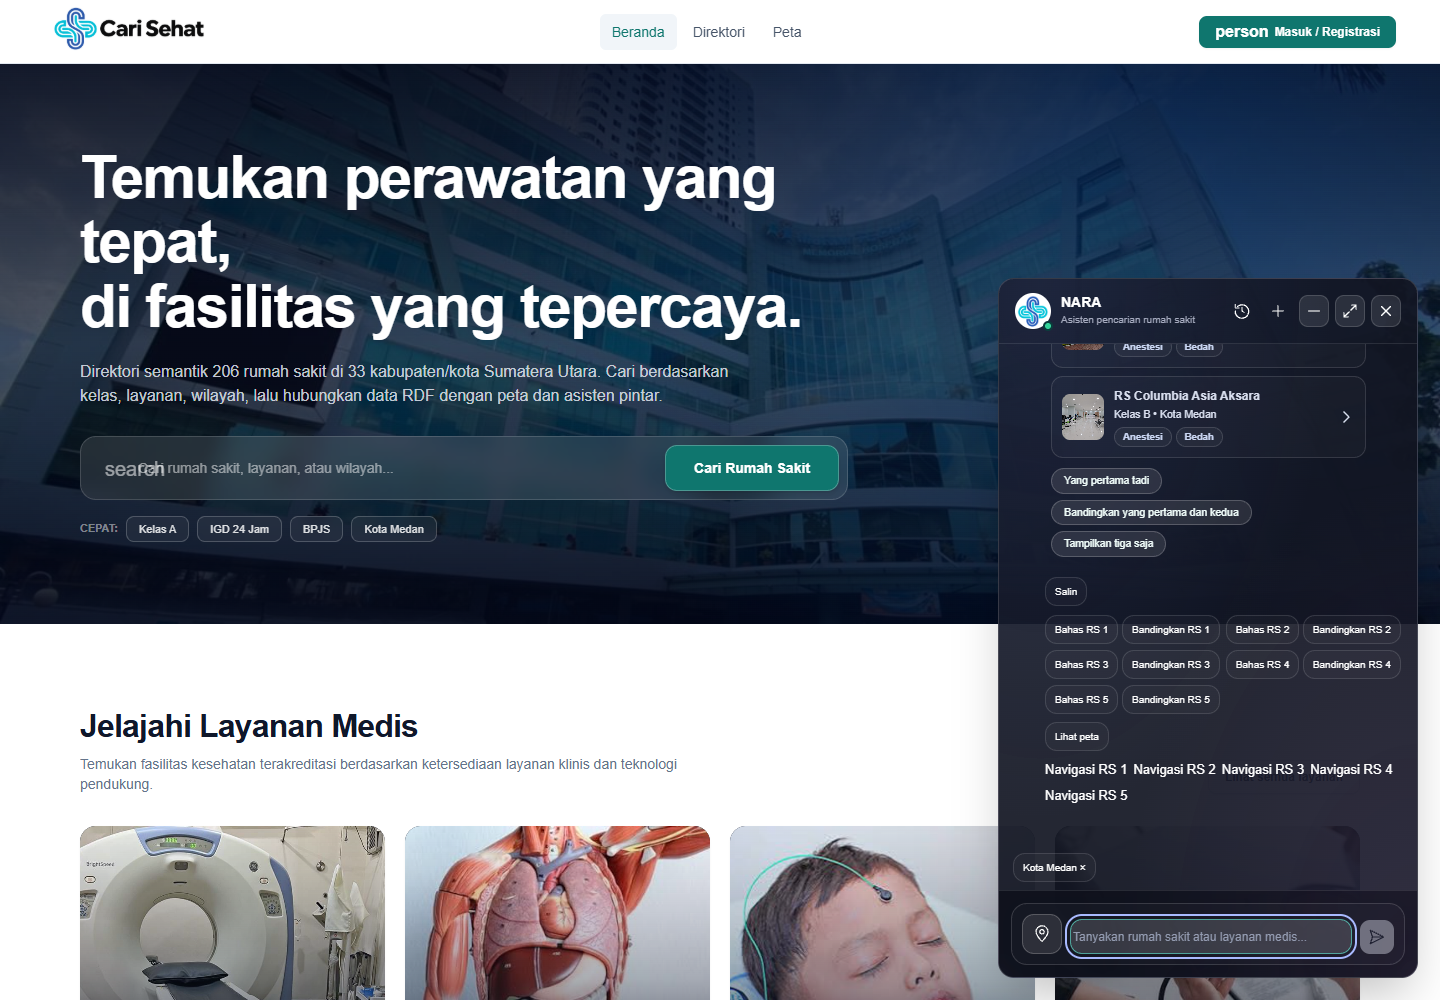 Cari Sehat
Beranda
Direktori
Peta
person Masuk / Registrasi
Temukan perawatan yang
tepat,
di fasilitas yang tepercaya.
Direktori semantik 206 rumah sakit di 33 kabupaten/kota Sumatera Utara. Cari berdasarkan
kelas, layanan, wilayah, lalu hubungkan data RDF dengan peta dan asisten pintar.
search
Cari rumah sakit, layanan, atau wilayah...
Cari Rumah Sakit
CEPAT:
Kelas A
IGD 24 Jam
BPJS
Kota Medan
Jelajahi Layanan Medis
Temukan fasilitas kesehatan terakreditasi berdasarkan ketersediaan layanan klinis dan teknologi
pendukung.
BrightSpeed
NARA
Asisten pencarian rumah sakit
Anestesi
Bedah
RS Columbia Asia Aksara
Kelas B • Kota Medan
Anestesi
Bedah
Yang pertama tadi
Bandingkan yang pertama dan kedua
Tampilkan tiga saja
Salin
Bahas RS 1
Bandingkan RS 1
Bahas RS 2
Bandingkan RS 2
Bahas RS 3
Bandingkan RS 3
Bahas RS 4
Bandingkan RS 4
Bahas RS 5
Bandingkan RS 5
Lihat peta
Navigasi RS 1 Navigasi RS 2 Navigasi RS 3 Navigasi RS 4
Navigasi RS 5
Kota Medan ×
Tanyakan rumah sakit atau layanan medis...